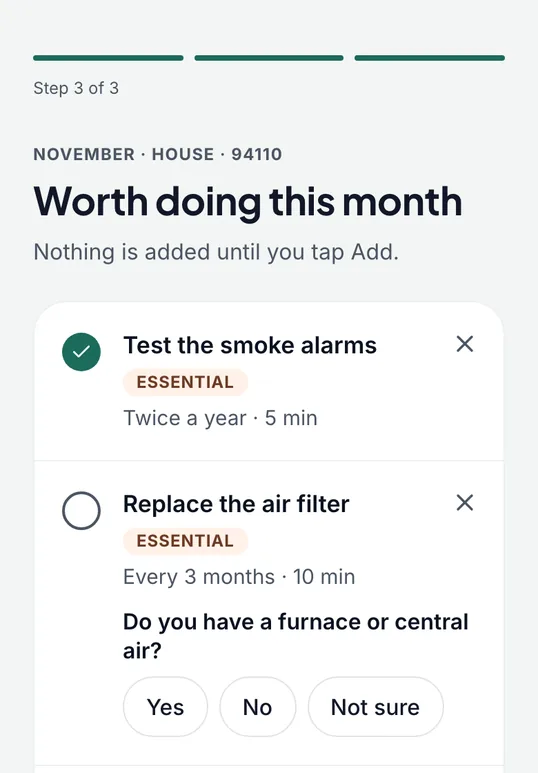 Step 3 of 3
NOVEMBER · HOUSE · 94110
Worth doing this month
Nothing is added until you tap Add.
Test the smoke alarms
ESSENTIAL
Twice a year · 5 min
Replace the air filter
ESSENTIAL
Every 3 months · 10 min
Do you have a furnace or central
air?
Yes No Not sure